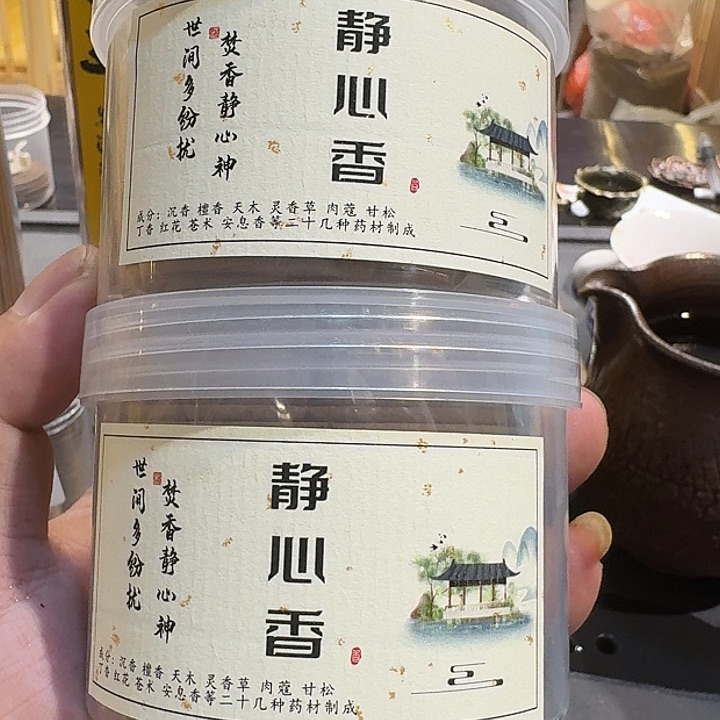 静心香
世间多纷扰
焚香静心神
成分：沉香 檀香 天木 灵香草 肉蔻 甘松
丁香 红花 苍术 安息香等二十几种药材制成
静心香
世间多纷扰
焚香静心神
成分：沉香 檀香 天木 灵香草 肉蔻 甘松
丁香 红花 苍术 安息香等二十几种药材制成